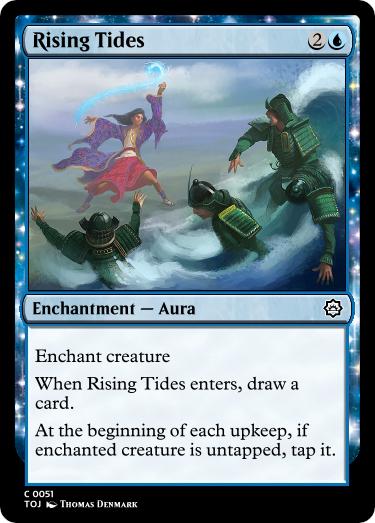 Rising Tides 2
Enchantment — Aura
Enchant creature
When Rising Tides enters, draw a
card.
At the beginning of each upkeep, if
enchanted creature is untapped, tap it.
C 0051
TOJ Thomas Denmark